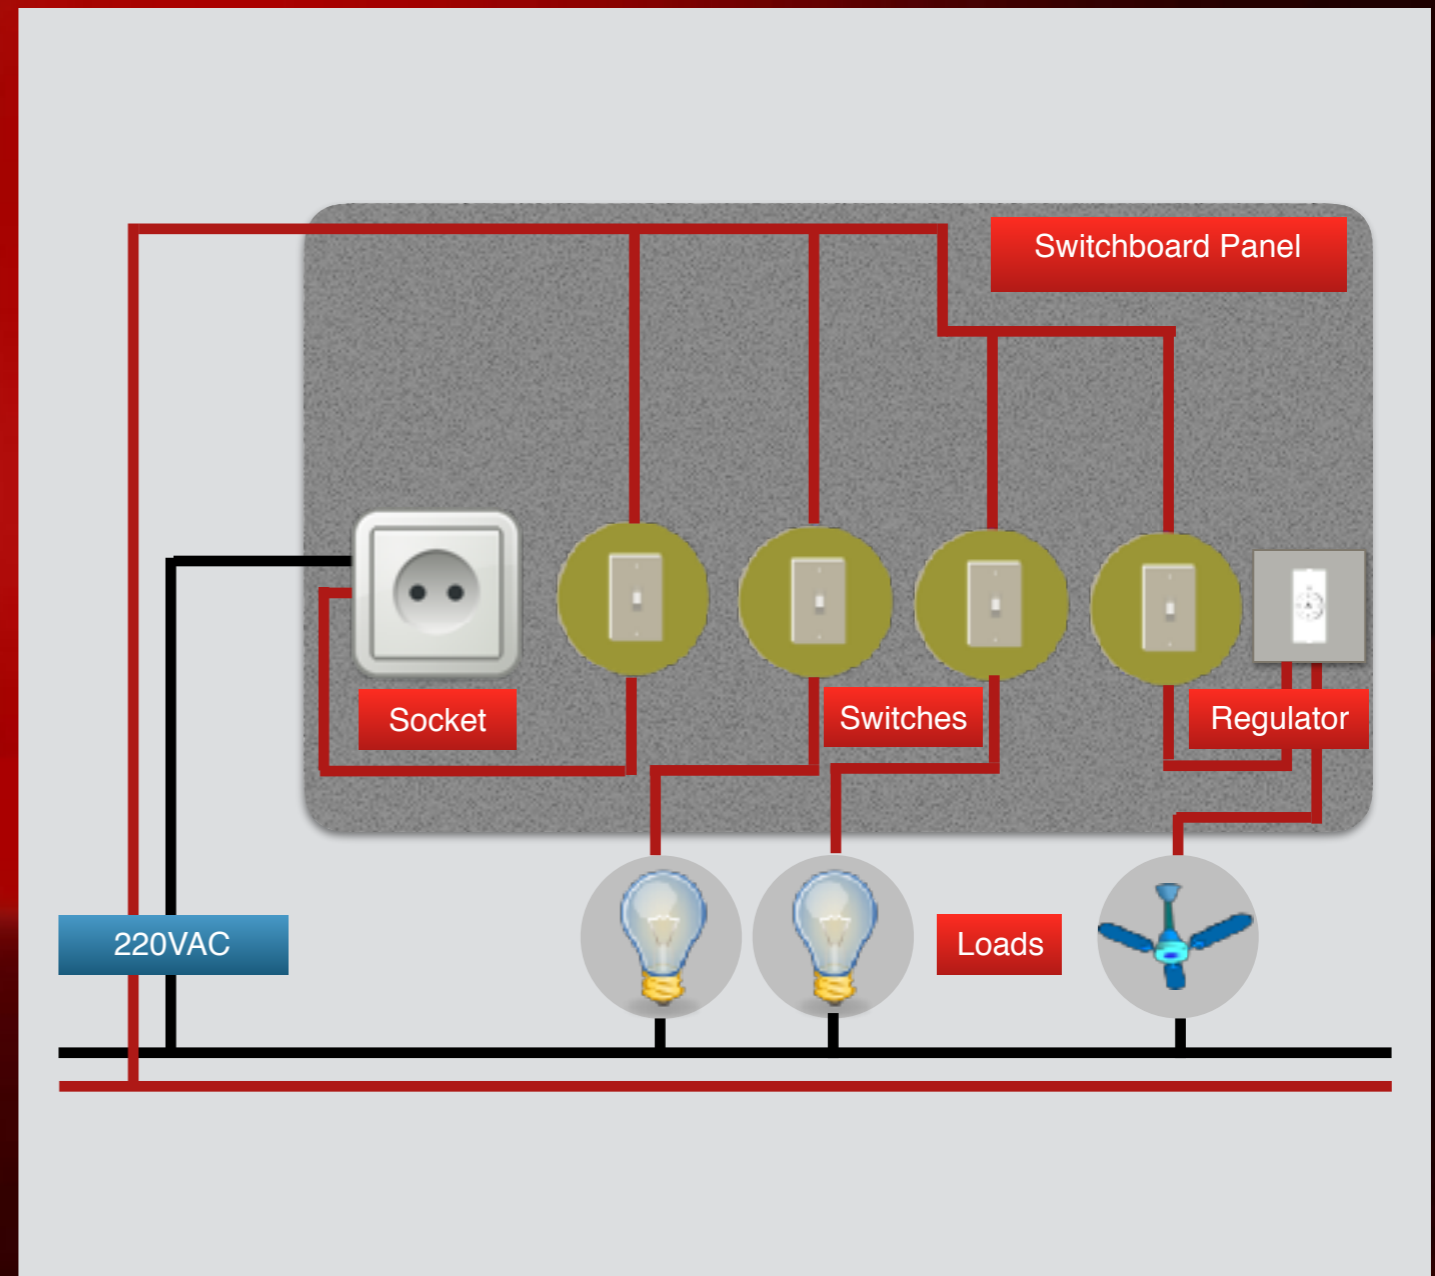 Switchboard Panel
Socket
Switches
Regulator
220VAC
Loads